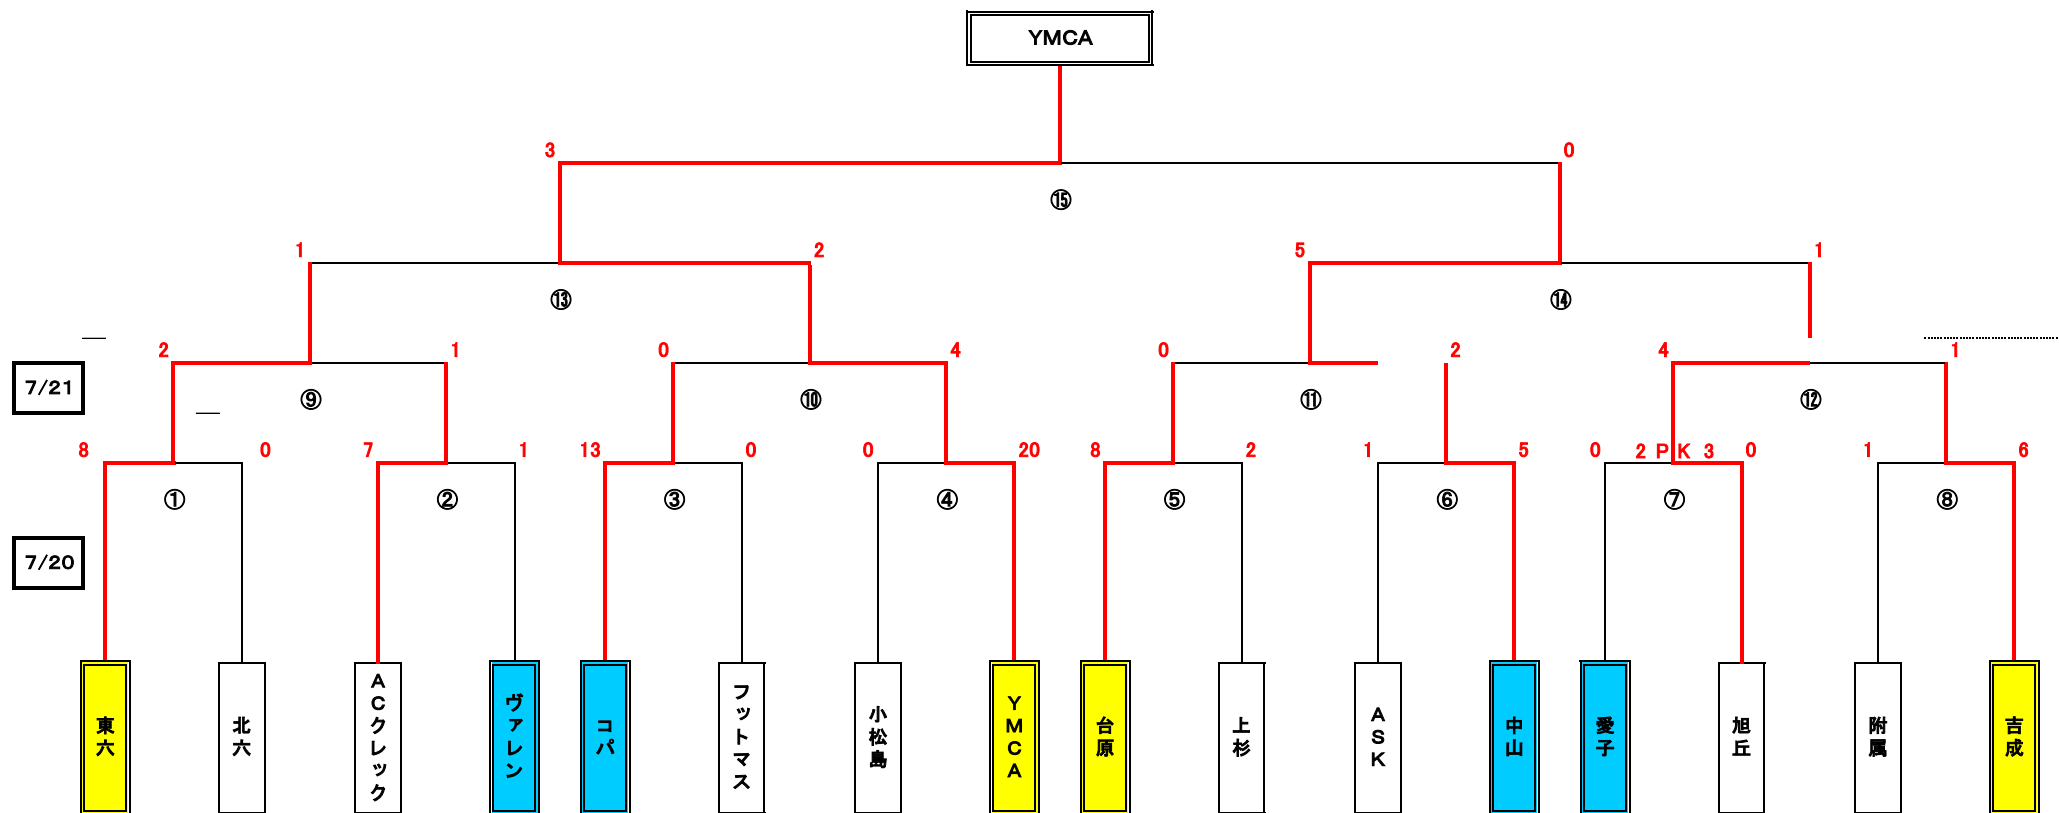 YMCA
3 0
⑮
1 2 5 1
⑬ ⑭
2 1 0 4 0 2 4 1
7/21
⑨ ⑩ ⑪ ⑫
8 0 7 1 13 0 0 20 8 2 1 5 0 2 PK 3 0 1 6
① ② ③ ④ ⑤ ⑥ ⑦ ⑧
7/20
東六
北六
ACクレック
ヴァレン
コパ
フットマス
小松島
YMCA
台原
上杉
ASK
中山
愛子
旭丘
附属
吉成